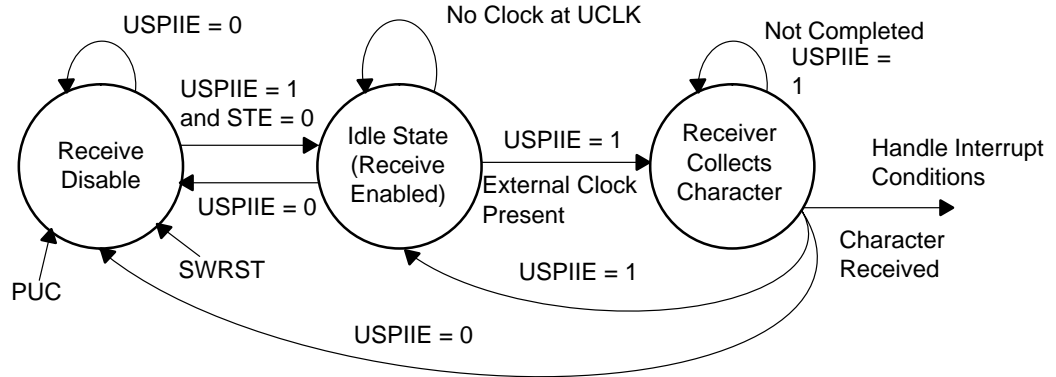 No Clock at UCLK
USPIIE = 0
Not Completed
USPIIE =
1
USPIIE = 1
and STE = 0
Receive
Disable
Idle State
(Receive
Enabled)
USPIIE = 1
External Clock
Present
Receiver
Collects
Character
Handle Interrupt
Conditions
Character
Received
USPIIE = 0
PUC
SWRST
USPIIE = 1
USPIIE = 0